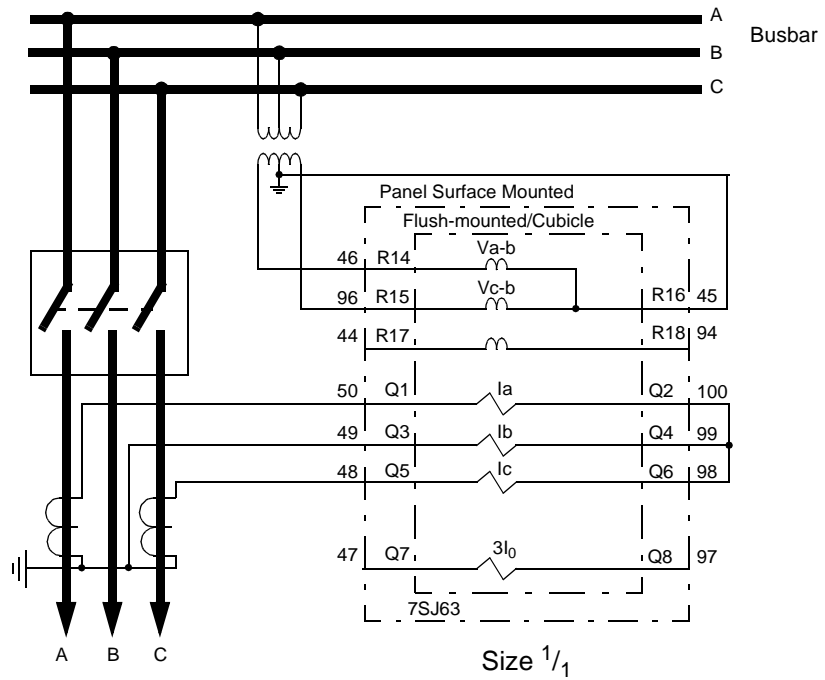 A
Busbar
B
C
Panel Surface Mounted
Flush-mounted/Cubicle
Va-b
46 R14
Vc-b
96 R15 R16 45
44 R17 R18 94
50 Q1 Ia Q2 100
49 Q3 Ib Q4 99
48 Q5 Ic Q6 98
47 Q7 3I0 Q8 97
7SJ63
A B C
Size 1/1